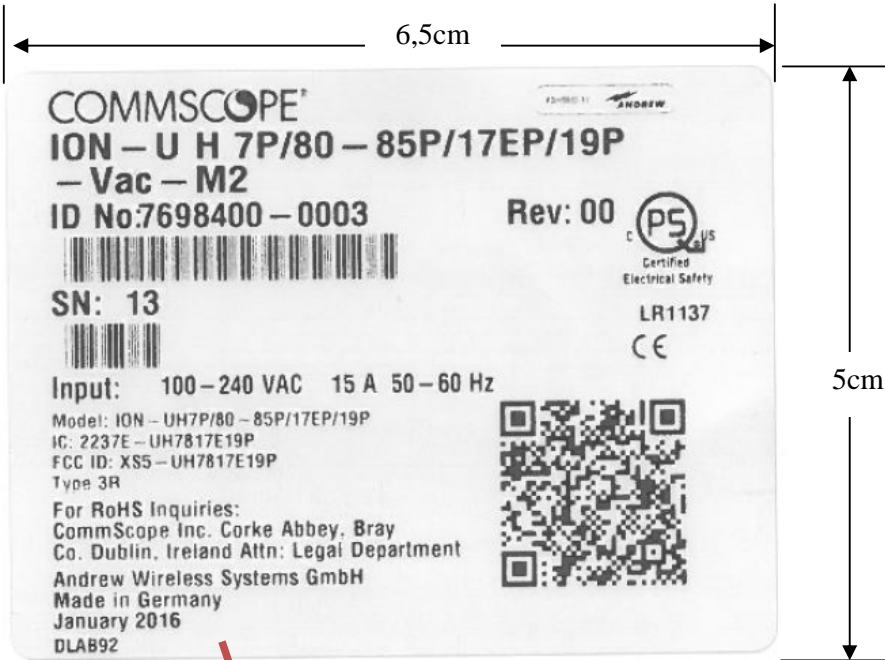 6,5cm
COMMSCOPE®
ANDREW
ION – U H 7P/80 – 85P/17EP/19P
– Vac – M2
ID No:7698400 – 0003
Rev: 00
C PS US
Certified
Electrical Safety
SN: 13
LR1137
CE
5cm
Input: 100 – 240 VAC 15 A 50 – 60 Hz
Model: ION – UH7P/80 – 85P/17EP/19P
IC: 2237E – UH7817E19P
FCC ID: XS5 – UH7817E19P
Type 3R
For RoHS Inquiries:
CommScope Inc. Corke Abbey, Bray
Co. Dublin, Ireland Attn: Legal Department
Andrew Wireless Systems GmbH
Made in Germany
January 2016
DLAB92